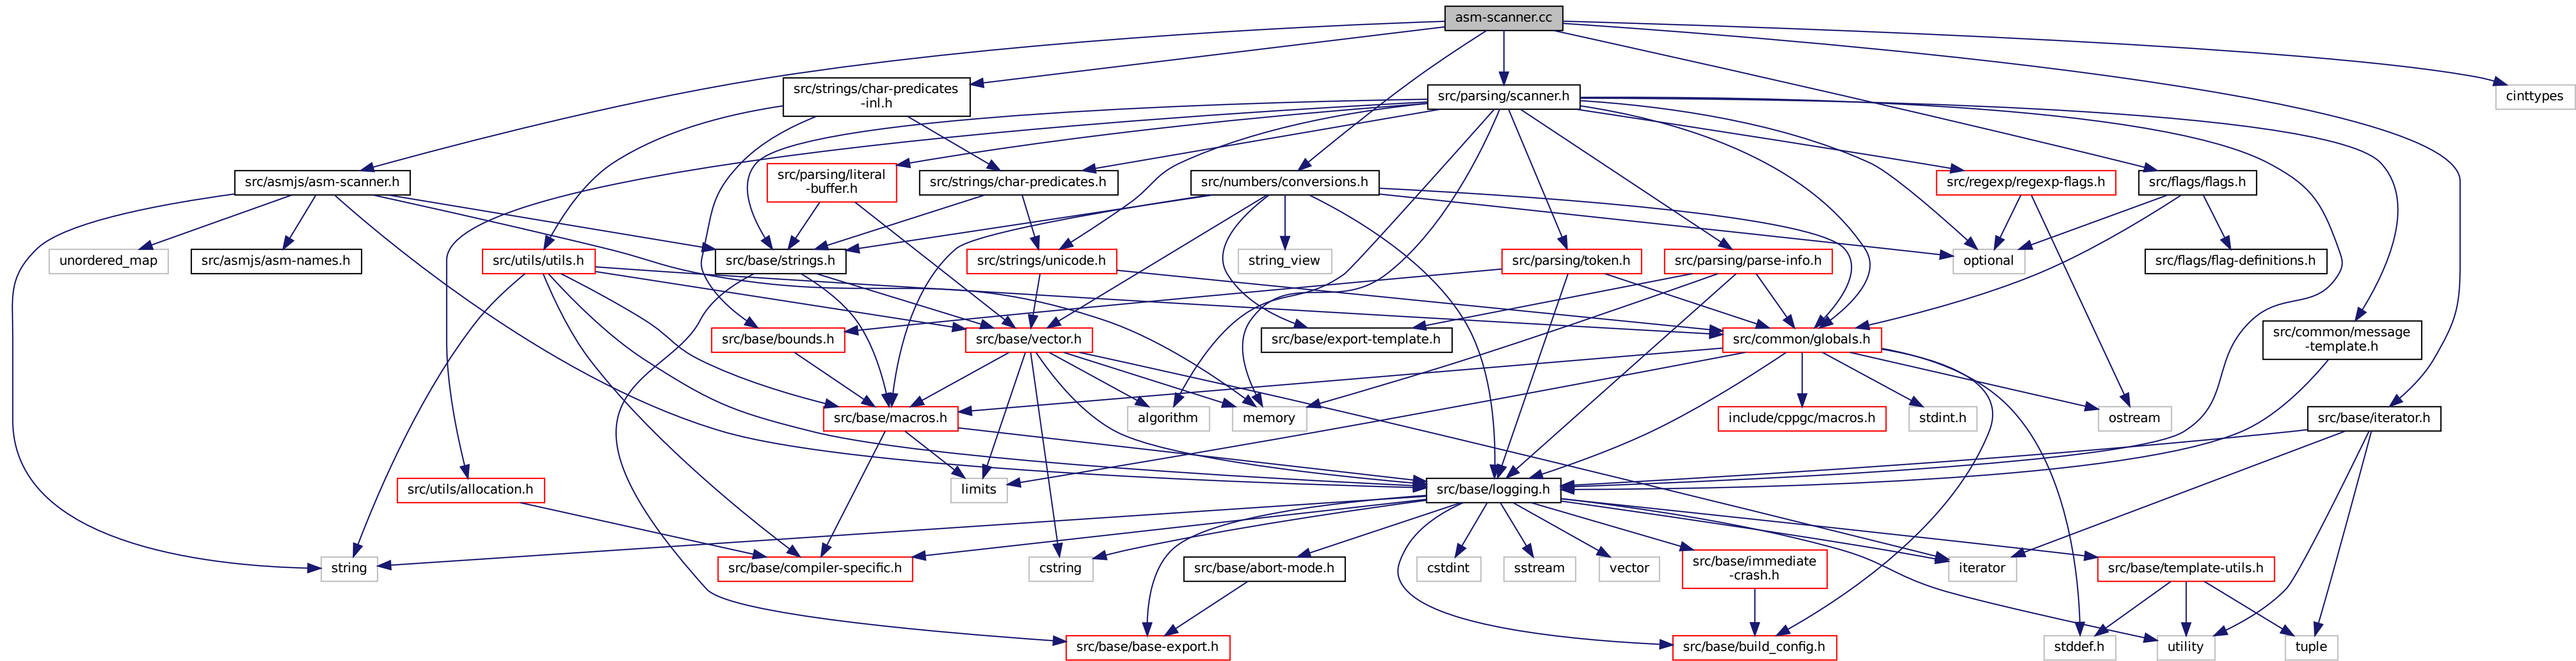 asm-scanner.cc
src/strings/char-predicates
-inl.h
src/parsing/scanner.h
cinttypes
src/asmjs/asm-scanner.h
src/parsing/literal
-buffer.h
src/strings/char-predicates.h
src/numbers/conversions.h
src/regexp/regexp-flags.h
src/flags/flags.h
unordered_map
src/asmjs/asm-names.h
src/utils/utils.h
src/base/strings.h
src/strings/unicode.h
string_view
src/parsing/token.h
src/parsing/parse-info.h
optional
src/flags/flag-definitions.h
src/base/bounds.h
src/base/vector.h
src/base/export-template.h
src/common/globals.h
src/common/message
-template.h
src/base/macros.h
algorithm
memory
include/cppgc/macros.h
stdint.h
ostream
src/base/iterator.h
src/utils/allocation.h
limits
src/base/logging.h
string
src/base/compiler-specific.h
cstring
src/base/abort-mode.h
cstdint
sstream
vector
src/base/immediate
-crash.h
iterator
src/base/template-utils.h
src/base/base-export.h
src/base/build_config.h
stddef.h
utility
tuple